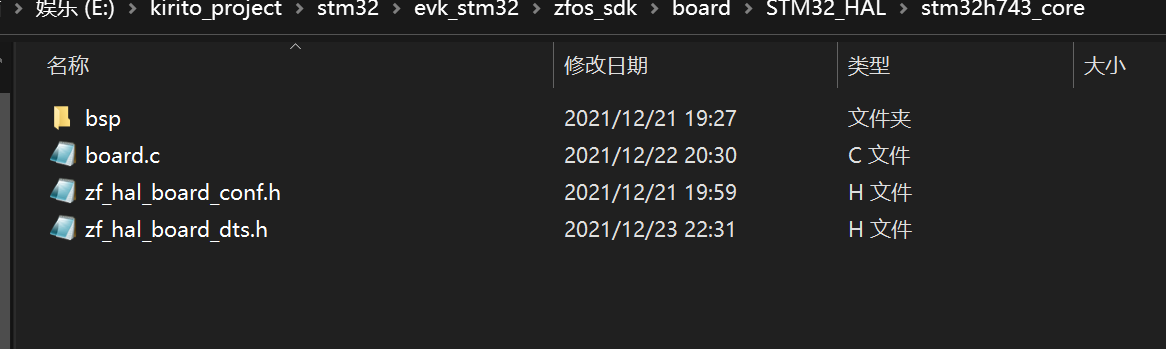 娱乐 (E:) › kirito_project › stm32 › evk_stm32 › zfos_sdk › board › STM32_HAL › stm32h743_core
名称 修改日期 类型 大小
bsp 2021/12/21 19:27 文件夹
board.c 2021/12/22 20:30 C 文件
zf_hal_board_conf.h 2021/12/21 19:59 H 文件
zf_hal_board_dts.h 2021/12/23 22:31 H 文件